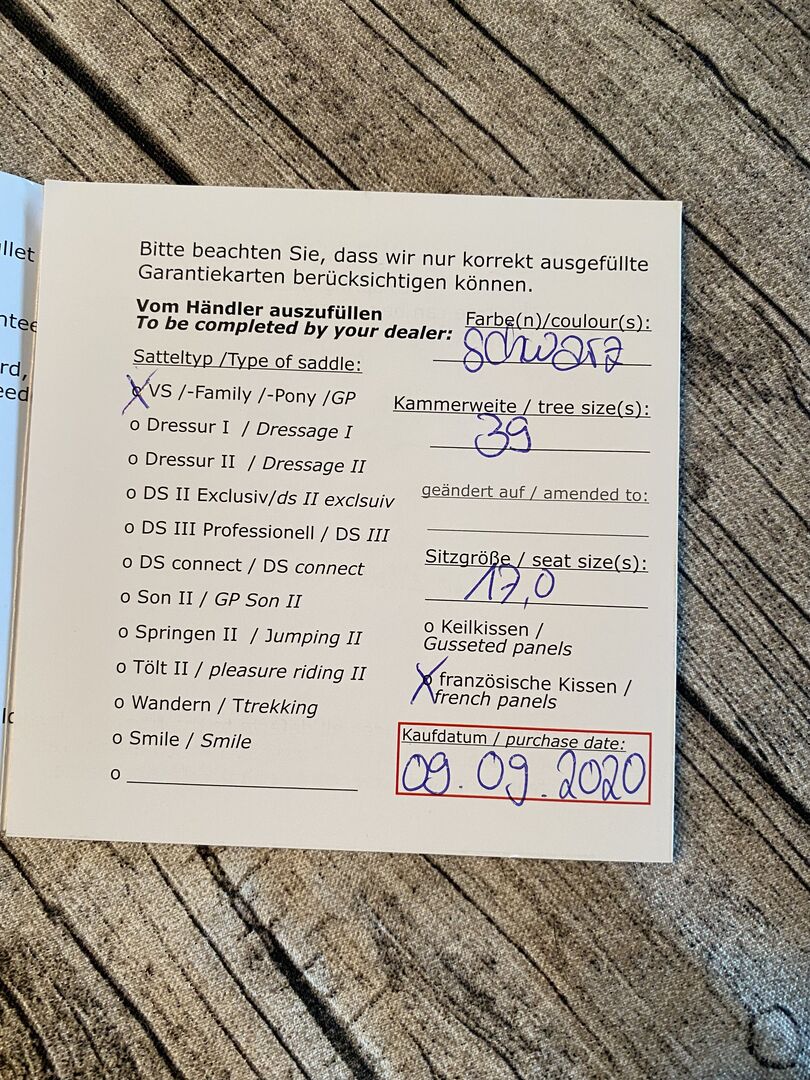 Bitte beachten Sie, dass wir nur korrekt ausgefüllte
Garantiekarten berücksichtigen können.
Vom Händler auszufüllen
To be completed by your dealer:
Satteltyp /Type of saddle:
o VS /-Family /-Pony /GP
o Dressur I / Dressage I
o Dressur II / Dressage II
o DS II Exclusiv/ds II exclsuiv
o DS III Professionell / DS III
o DS connect / DS connect
o Son II / GP Son II
o Springen II / Jumping II
o Tölt II / pleasure riding II
o Wandern / Ttrekking
o Smile / Smile
o
Farbe(n)/coulour(s):
schwarz
Kammerweite / tree size(s):
39
geändert auf / amended to:
Sitzgröße / seat size(s):
17,0
o Keilkissen /
Gusseted panels
o französische Kissen /
french panels
Kaufdatum / purchase date:
09.09.2020